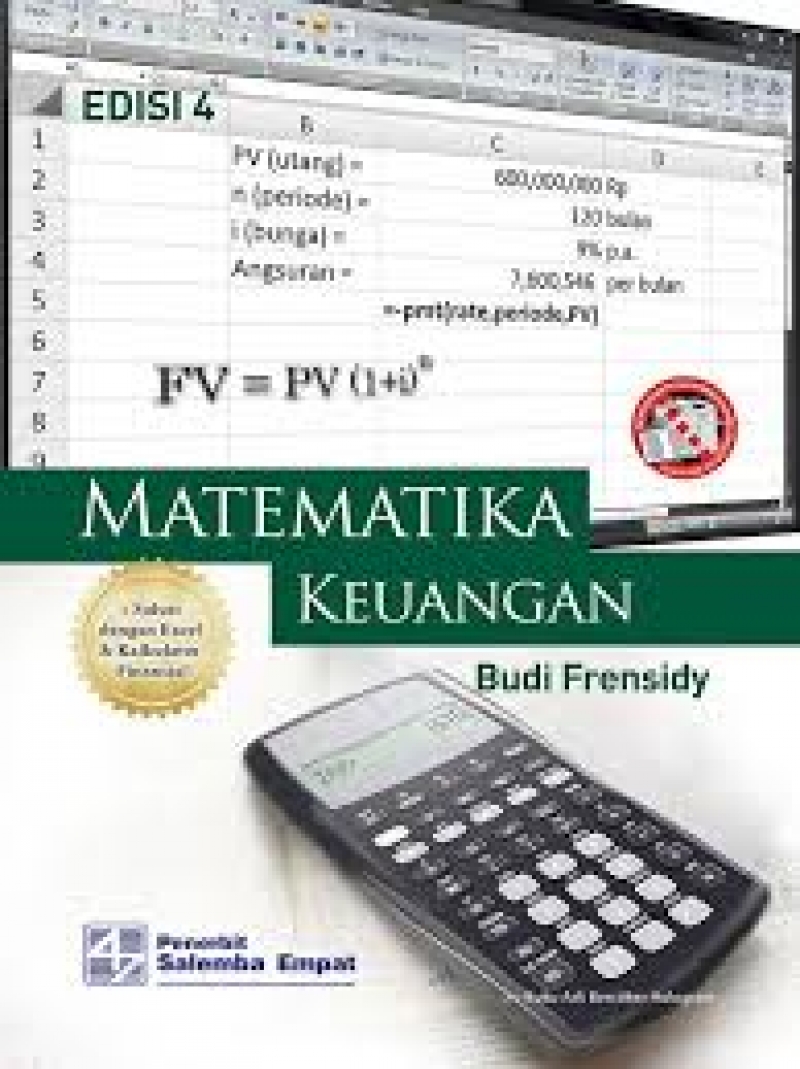 EDISI 4
B C D E
1
2
3
4
5
6
7
8
9
PV (utang) = 600,000,000 Rp
n (periode) = 120 bulan
i (bunga) = 9% p.a.
Angsuran = 7,600,546 per bulan
=-pmt(rate,periode,PV)
FV = PV (1+i)ⁿ
MATEMATIKA
KEUANGAN
Solusi
dengan Excel
& Kalkulator
Finansial
Budi Frensidy
Penerbit
Salemba Empat